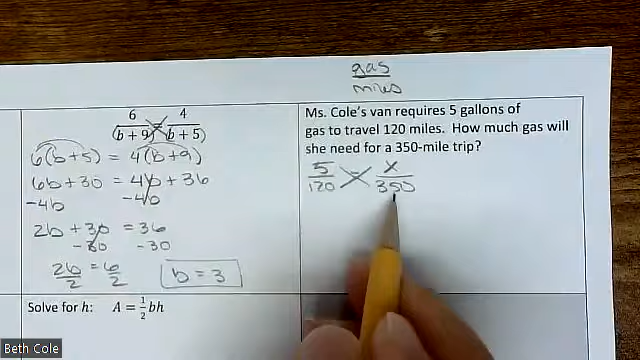 gas
miles
6/(b + 9) = 4/(b + 5)
6(b+5) = 4(b+9)
6b+30 = 4b+36
-4b -4b
2b+30 = 36
-30 -30
2b/2 = 6/2
b = 3
Ms. Cole's van requires 5 gallons of
gas to travel 120 miles. How much gas will
she need for a 350-mile trip?
5/120 = x/350
Solve for h: A = 1/2 bh
Beth Cole